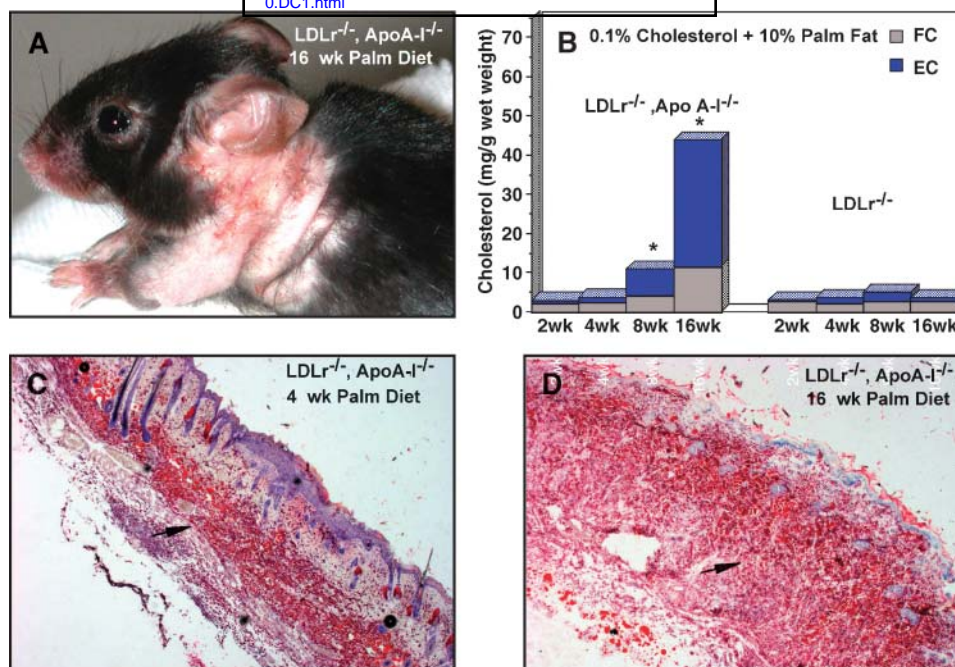 0.DC1.html
A
LDLr-/-, ApoA-I-/-
16 wk Palm Diet
B
0.1% Cholesterol + 10% Palm Fat
FC
EC
Cholesterol (mg/g wet weight)
70
60
50
40
30
20
10
0
LDLr-/-, Apo A-I-/-
*
*
LDLr-/-
2wk 4wk 8wk 16wk
2wk 4wk 8wk 16wk
C
LDLr-/-, ApoA-I-/-
4 wk Palm Diet
D
LDLr-/-, ApoA-I-/-
16 wk Palm Diet